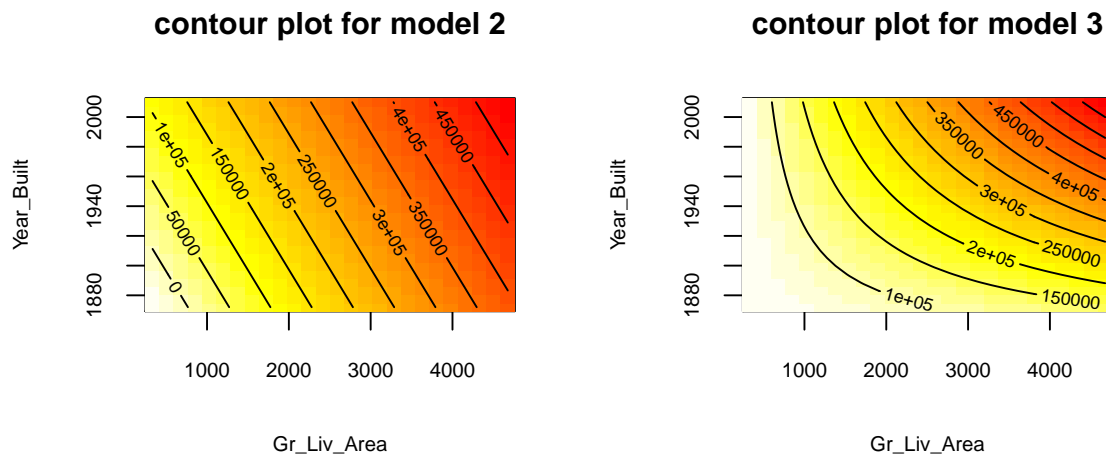 contour plot for model 2
2000
1940
1880
Year_Built
0
50000
1e+05
150000
2e+05
250000
3e+05
350000
4e+05
450000
1000 2000 3000 4000
Gr_Liv_Area
contour plot for model 3
2000
1940
1880
Year_Built
1e+05
150000
2e+05
250000
3e+05
350000
4e+05
450000
1000 2000 3000 4000
Gr_Liv_Area